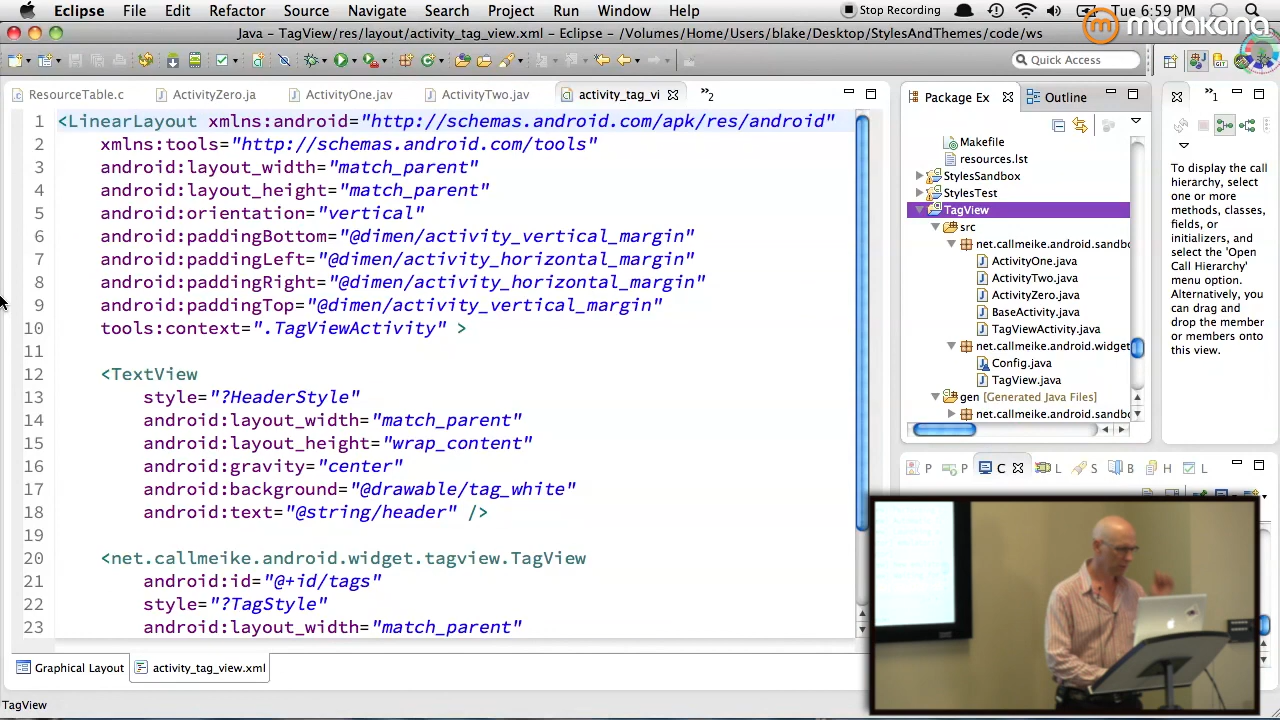 Eclipse File Edit Refactor Source Navigate Search Project Run Window Help Stop Recording Tue 6:59 PM
marakana
Java - TagView/res/layout/activity_tag_view.xml - Eclipse - /Volumes/Home/Users/blake/Desktop/StylesAndThemes/code/ws
Quick Access
ResourceTable.c ActivityZero.ja ActivityOne.jav ActivityTwo.jav activity_tag_vi »2
1 <LinearLayout xmlns:android="http://schemas.android.com/apk/res/android"
2 xmlns:tools="http://schemas.android.com/tools"
3 android:layout_width="match_parent"
4 android:layout_height="match_parent"
5 android:orientation="vertical"
6 android:paddingBottom="@dimen/activity_vertical_margin"
7 android:paddingLeft="@dimen/activity_horizontal_margin"
8 android:paddingRight="@dimen/activity_horizontal_margin"
9 android:paddingTop="@dimen/activity_vertical_margin"
10 tools:context=".TagViewActivity" >
11
12 <TextView
13 style="?HeaderStyle"
14 android:layout_width="match_parent"
15 android:layout_height="wrap_content"
16 android:gravity="center"
17 android:background="@drawable/tag_white"
18 android:text="@string/header" />
19
20 <net.callmeike.android.widget.tagview.TagView
21 android:id="@+id/tags"
22 style="?TagStyle"
23 android:layout_width="match_parent"
Graphical Layout activity_tag_view.xml
TagView
Package Ex Outline
Makefile
resources.lst
StylesSandbox
StylesTest
TagView
src
net.callmeike.android.sandbo
ActivityOne.java
ActivityTwo.java
ActivityZero.java
BaseActivity.java
TagViewActivity.java
net.callmeike.android.widget
Config.java
TagView.java
gen [Generated Java Files]
net.callmeike.android.sandbo
»1
To display the call
hierarchy, select
one or more
methods, classes,
fields, or
initializers, and
select the 'Open
Call Hierarchy'
menu option.
Alternatively, you
can drag and
drop the member
or members onto
this view.
P P C L S B H L